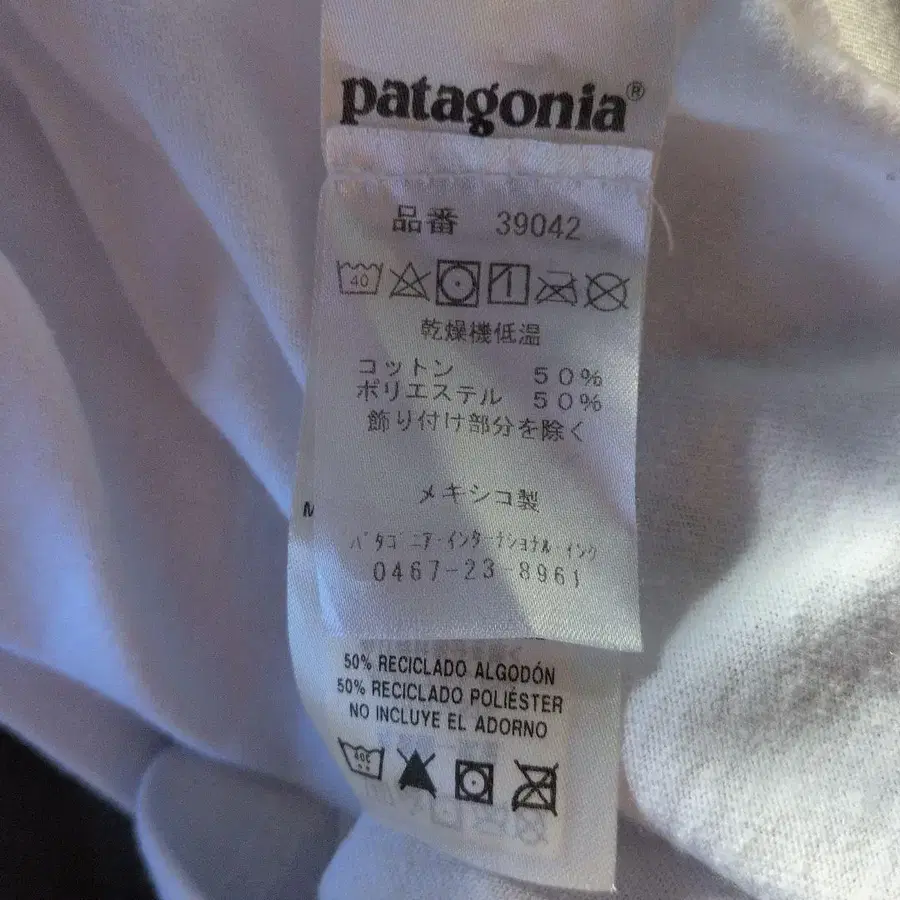 patagonia®
品番 39042
40
乾燥機低温
コットン 50%
ポリエステル 50%
飾り付け部分を除く
メキシコ製
パタゴニア・インターナショナル インク
0467-23-8961
50% RECICLADO ALGODÓN
50% RECICLADO POLIÉSTER
NO INCLUYE EL ADORNO
40C